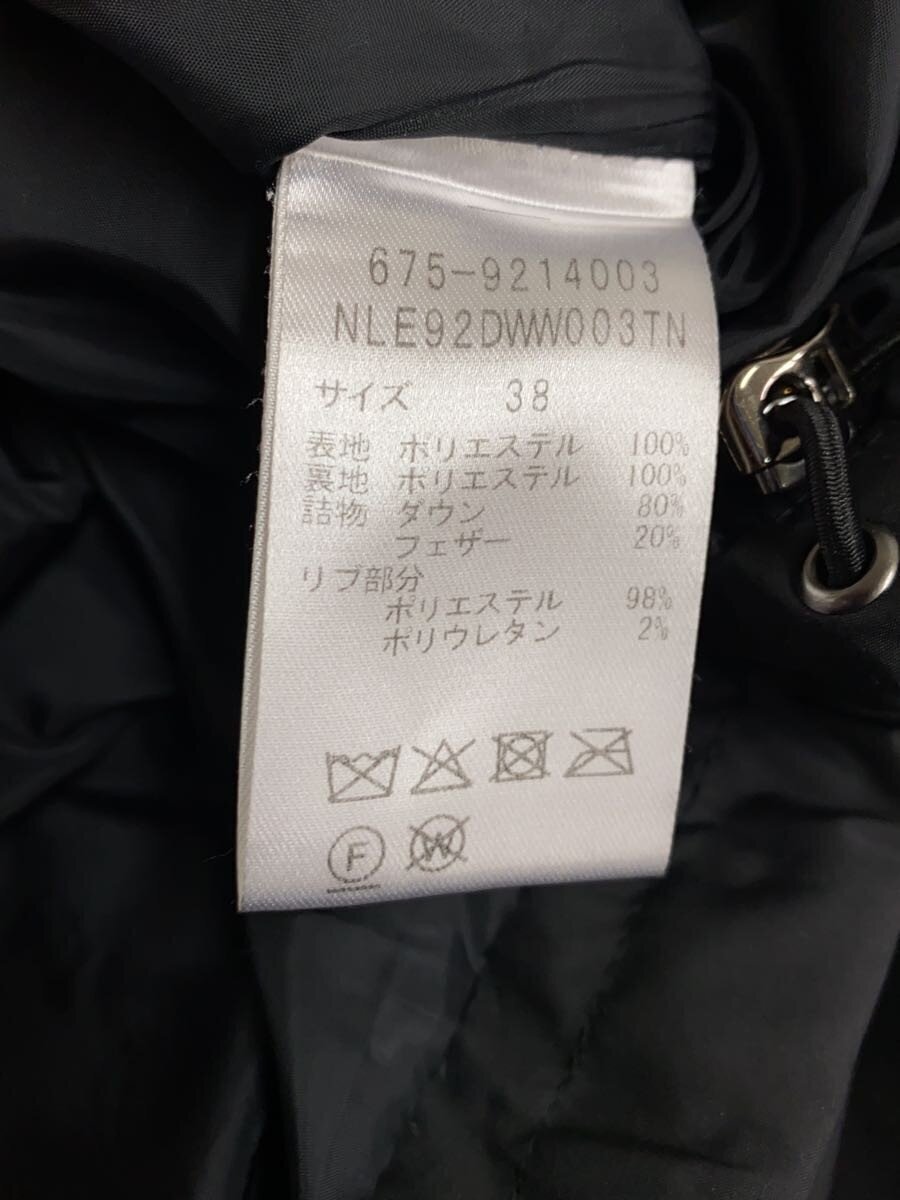 675-9214003
NLE92DWW003TN
サイズ 38
表地 ポリエステル 100%
裏地 ポリエステル 100%
詰物 ダウン 80%
フェザー 20%
リブ部分
ポリエステル 98%
ポリウレタン 2%
F W